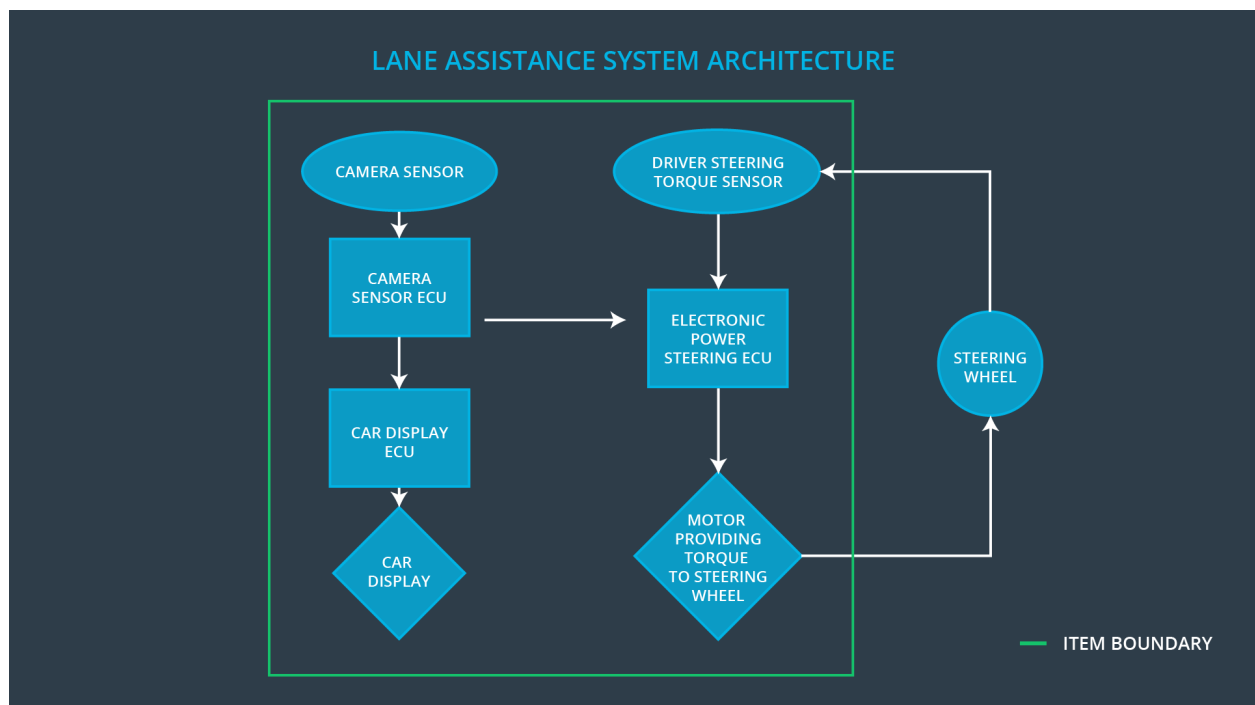 LANE ASSISTANCE SYSTEM ARCHITECTURE
CAMERA SENSOR
CAMERA
SENSOR ECU
CAR DISPLAY
ECU
CAR
DISPLAY
DRIVER STEERING
TORQUE SENSOR
ELECTRONIC
POWER
STEERING ECU
MOTOR
PROVIDING
TORQUE
TO STEERING
WHEEL
STEERING
WHEEL
ITEM BOUNDARY